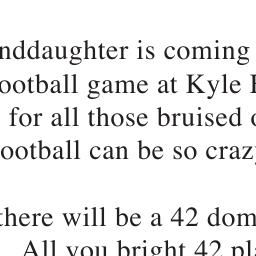 nddaughter is coming
ootball game at Kyle
for all those bruised
ootball can be so crazy
there will be a 42 dom
All you bright 42 pla